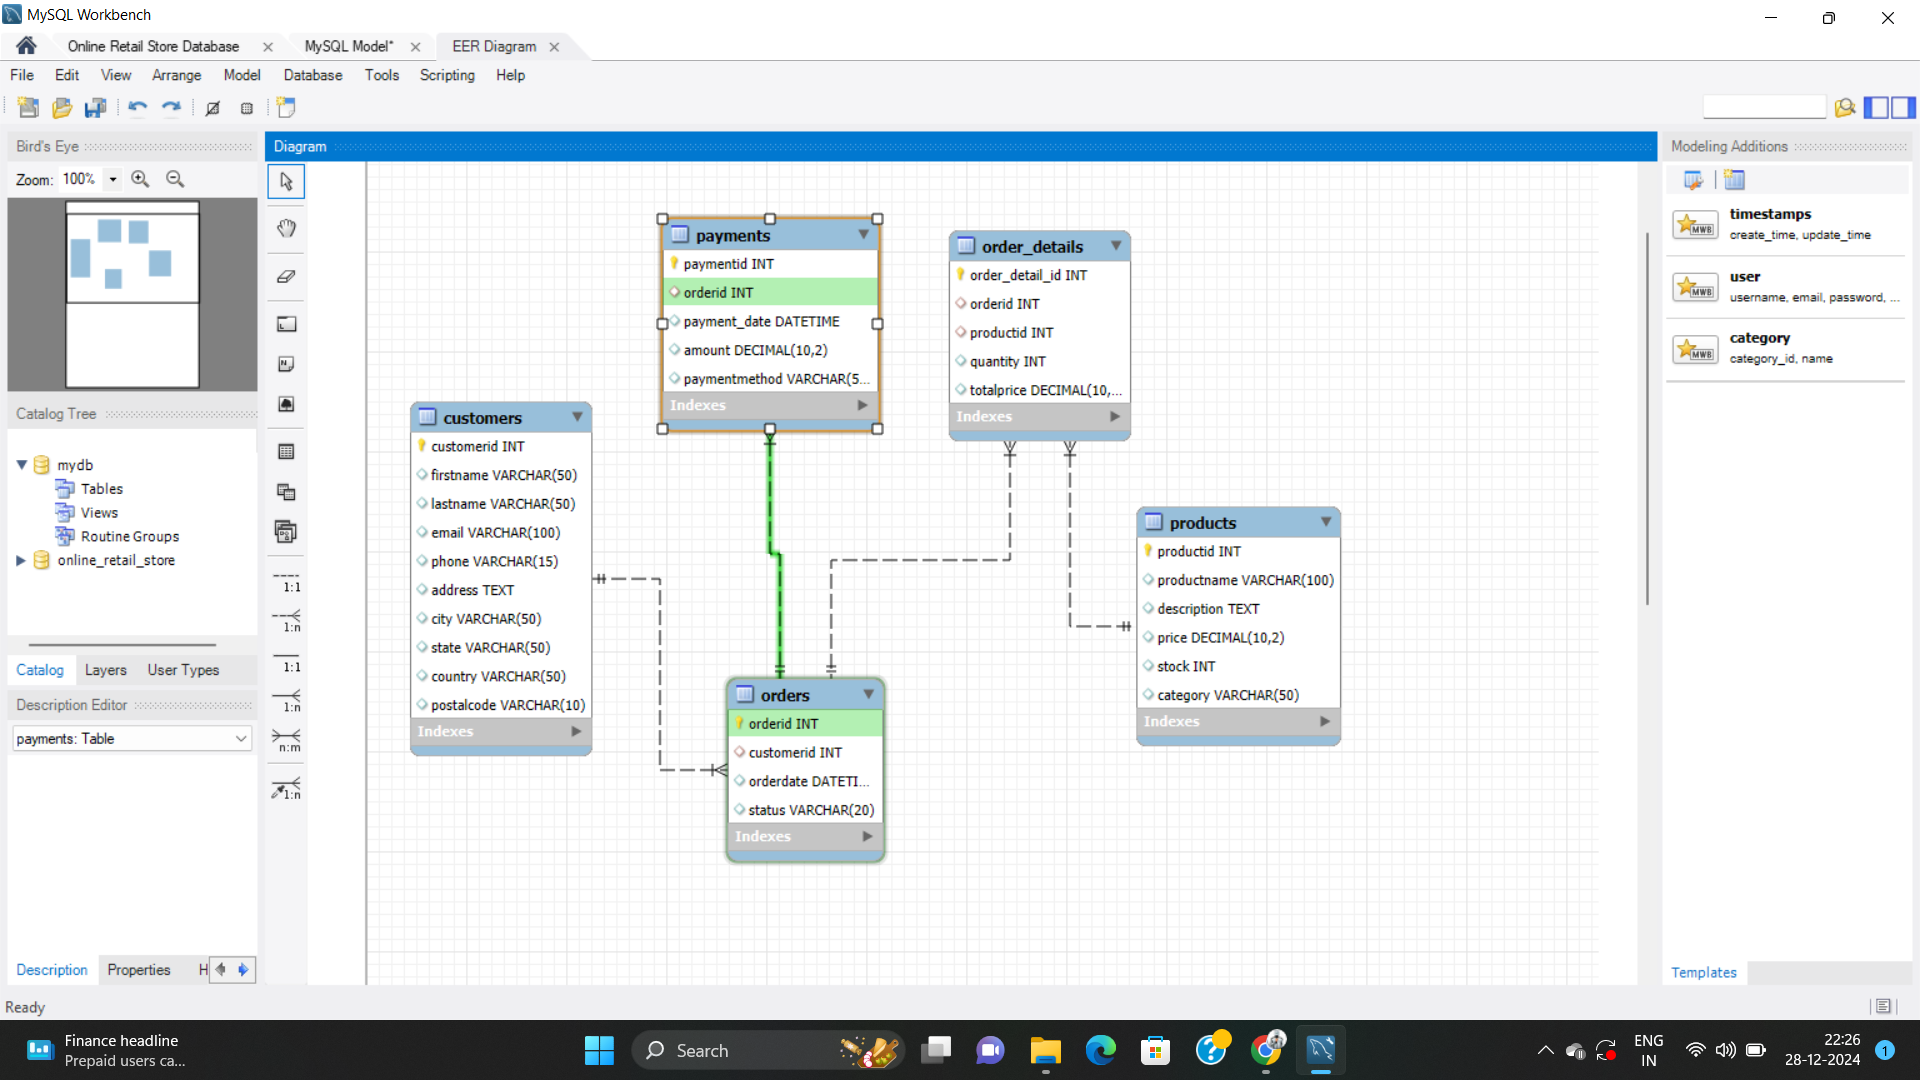 MySQL Workbench
Online Retail Store Database
MySQL Model*
EER Diagram
File Edit View Arrange Model Database Tools Scripting Help
Bird's Eye
Zoom: 100%
Catalog Tree
mydb
Tables
Views
Routine Groups
online_retail_store
Catalog Layers User Types
Description Editor
payments: Table
Description Properties H
Ready
1:1
1:n
1:1
1:n
n:m
1:n
Diagram
payments
paymentid INT
orderid INT
payment_date DATETIME
amount DECIMAL(10,2)
paymentmethod VARCHAR(5...
Indexes
order_details
order_detail_id INT
orderid INT
productid INT
quantity INT
totalprice DECIMAL(10,...
Indexes
customers
customerid INT
firstname VARCHAR(50)
lastname VARCHAR(50)
email VARCHAR(100)
phone VARCHAR(15)
address TEXT
city VARCHAR(50)
state VARCHAR(50)
country VARCHAR(50)
postalcode VARCHAR(10)
Indexes
products
productid INT
productname VARCHAR(100)
description TEXT
price DECIMAL(10,2)
stock INT
category VARCHAR(50)
Indexes
orders
orderid INT
customerid INT
orderdate DATETI...
status VARCHAR(20)
Indexes
Modeling Additions
MWB
timestamps
create_time, update_time
MWB
user
username, email, password, ...
MWB
category
category_id, name
Templates
Finance headline
Prepaid users ca...
Search
ENG
IN
22:26
28-12-2024
1